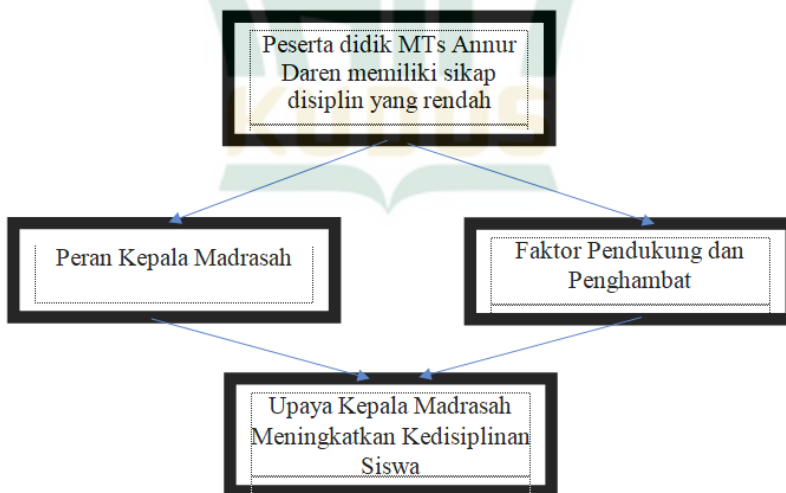 Peserta didik MTs Annur
Daren memiliki sikap
disiplin yang rendah
KUDUS
Peran Kepala Madrasah
Faktor Pendukung dan
Penghambat
Upaya Kepala Madrasah
Meningkatkan Kedisiplinan
Siswa